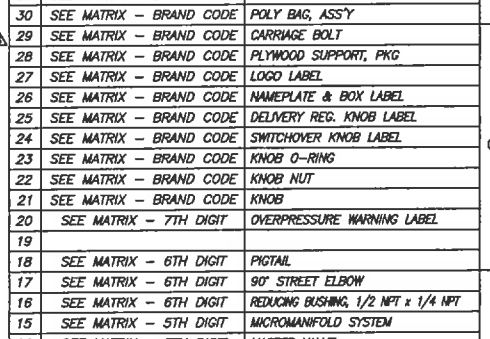 30 SEE MATRIX – BRAND CODE POLY BAG, ASS'Y
29 SEE MATRIX – BRAND CODE CARRIAGE BOLT
28 SEE MATRIX – BRAND CODE PLYWOOD SUPPORT, PKG
27 SEE MATRIX – BRAND CODE LOGO LABEL
26 SEE MATRIX – BRAND CODE NAMEPLATE & BOX LABEL
25 SEE MATRIX – BRAND CODE DELIVERY REG. KNOB LABEL
24 SEE MATRIX – BRAND CODE SWITCHOVER KNOB LABEL
23 SEE MATRIX – BRAND CODE KNOB O-RING
22 SEE MATRIX – BRAND CODE KNOB NUT
21 SEE MATRIX – BRAND CODE KNOB
20 SEE MATRIX – 7TH DIGIT OVERPRESSURE WARNING LABEL
19
18 SEE MATRIX – 6TH DIGIT PIGTAIL
17 SEE MATRIX – 6TH DIGIT 90° STREET ELBOW
16 SEE MATRIX – 6TH DIGIT REDUCING BUSHING, 1/2 NPT x 1/4 NPT
15 SEE MATRIX – 5TH DIGIT MICROMANIFOLD SYSTEM